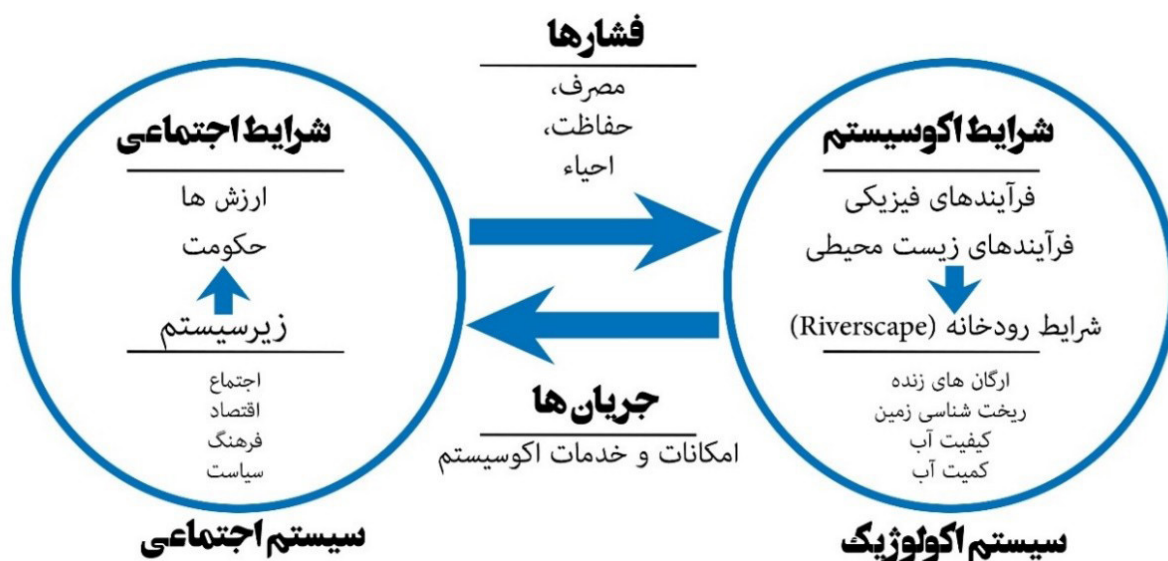 فشارها
مصرف،
حفاظت،
احیاء
شرایط اکوسیستم
فرآیندهای فیزیکی
فرآیندهای زیست محیطی
شرایط رودخانه (Riverscape)
ارگان های زنده
ریخت شناسی زمین
کیفیت آب
کمیت آب
سیستم اکولوژیک
شرایط اجتماعی
ارزش ها
حکومت
زیرسیستم
اجتماع
اقتصاد
فرهنگ
سیاست
سیستم اجتماعی
جریان ها
امکانات و خدمات اکوسیستم